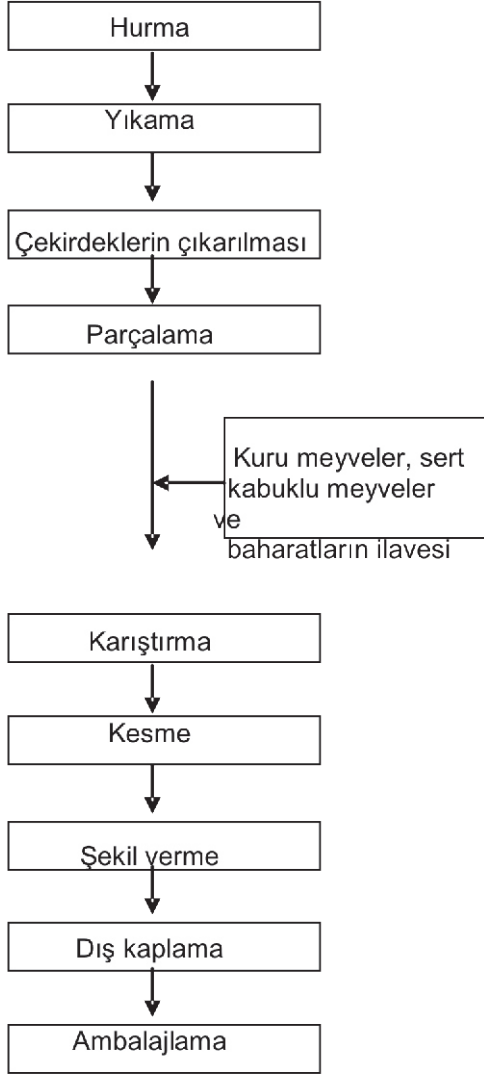 Hurma
Yıkama
Çekirdeklerin çıkarılması
Parçalama
Kuru meyveler, sert
kabuklu meyveler
ve
baharatların ilavesi
Karıştırma
Kesme
Şekil verme
Dış kaplama
Ambalajlama